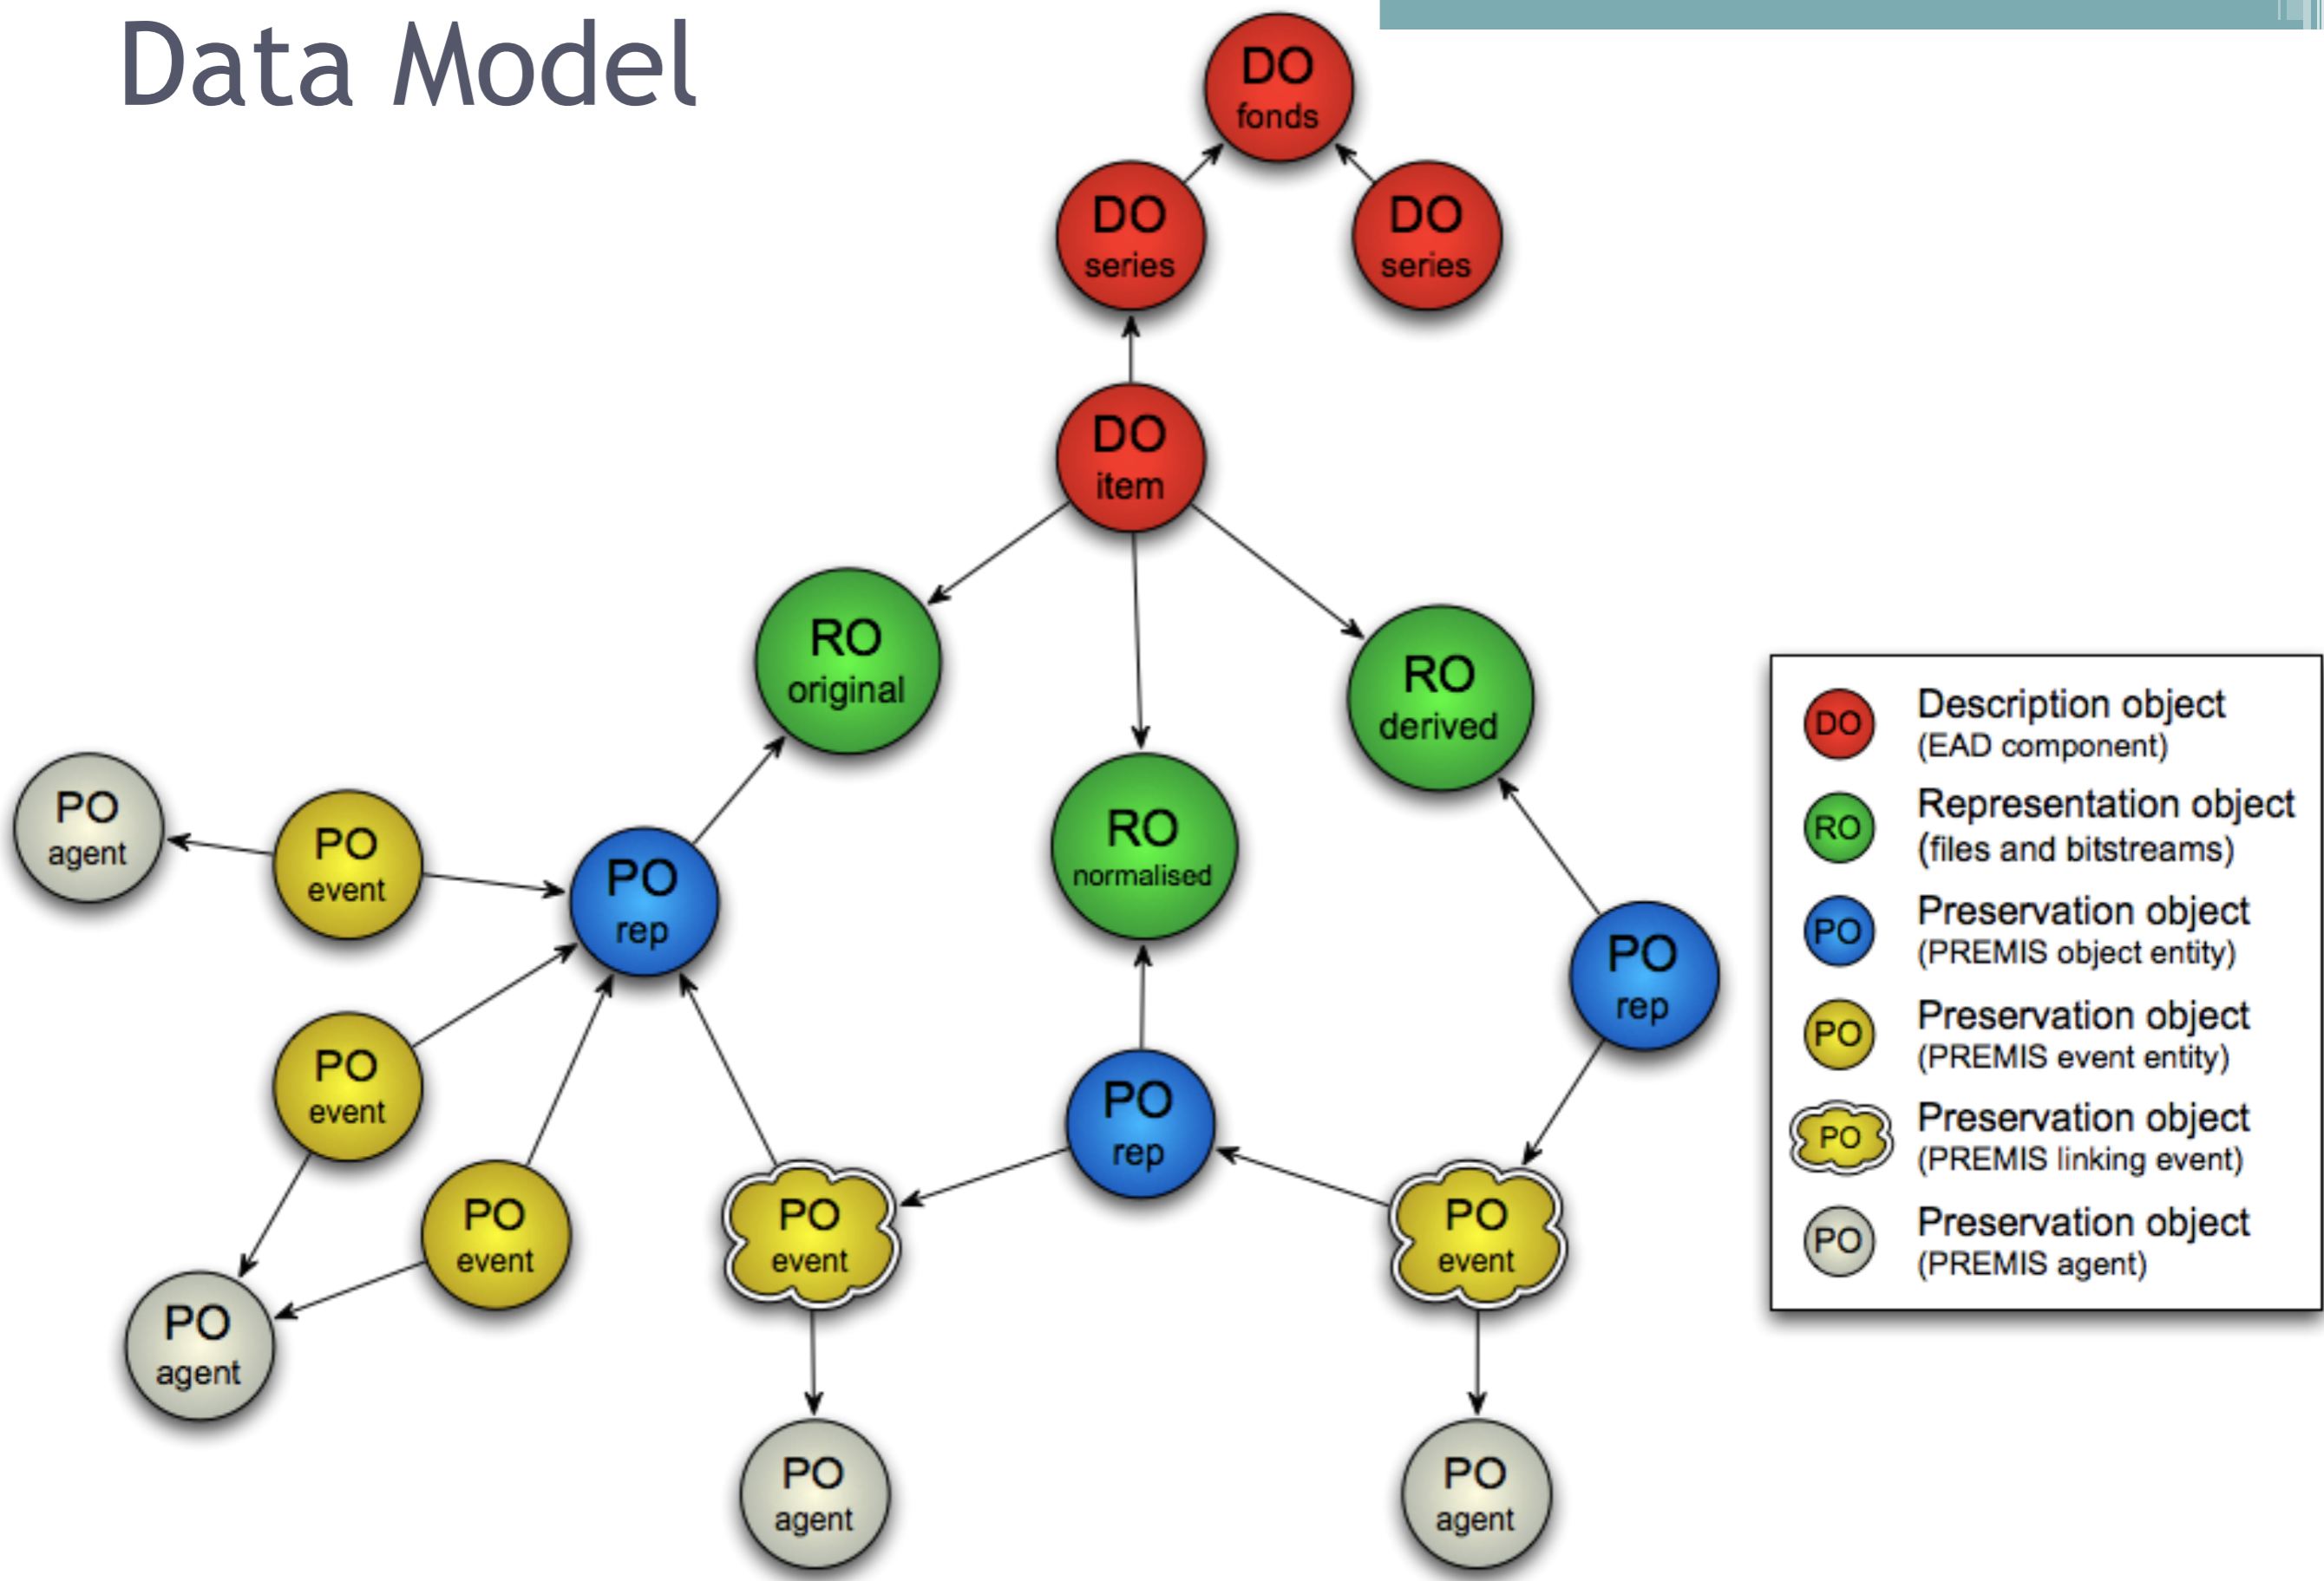 Data Model
DO
fonds
DO
series
DO
series
DO
item
RO
original
RO
derived
RO
normalised
PO
agent
PO
event
PO
rep
PO
rep
PO
event
PO
rep
PO
event
PO
event
PO
event
PO
agent
PO
agent
PO
agent
DO
Description object
(EAD component)
RO
Representation object
(files and bitstreams)
PO
Preservation object
(PREMIS object entity)
PO
Preservation object
(PREMIS event entity)
PO
Preservation object
(PREMIS linking event)
PO
Preservation object
(PREMIS agent)